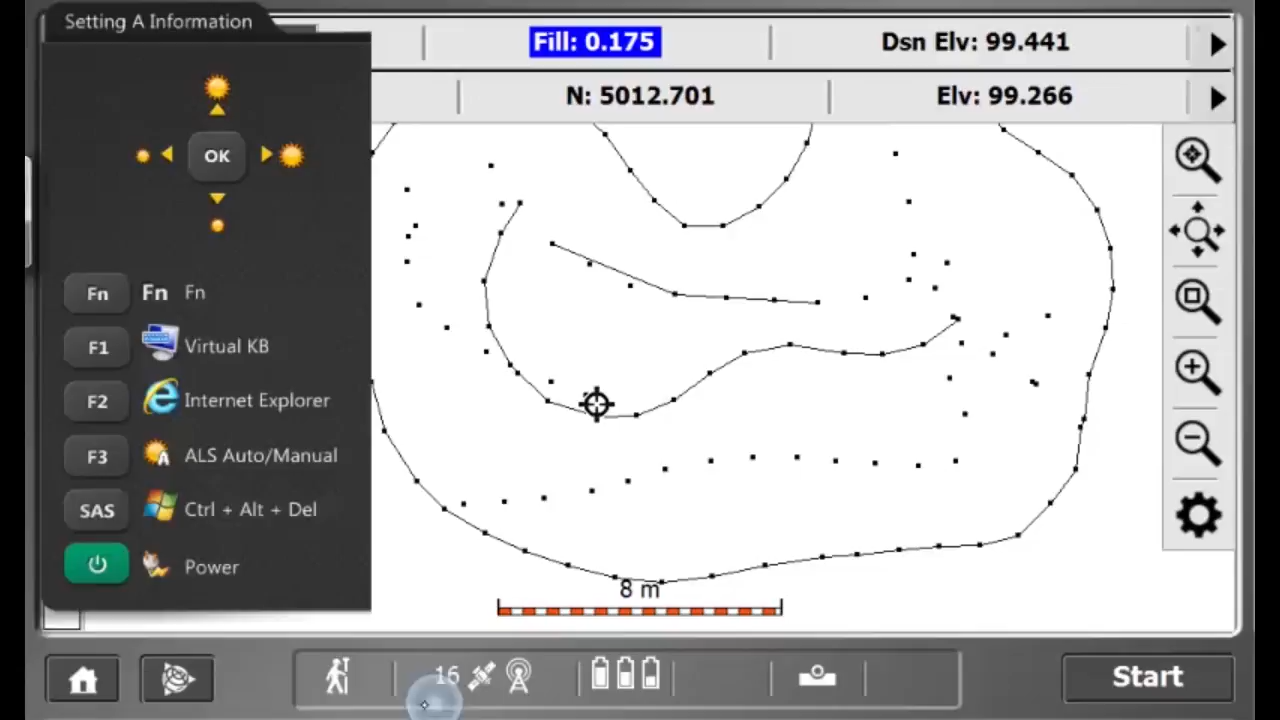 Setting A Information
Fill: 0.175
Dsn Elv: 99.441
N: 5012.701
Elv: 99.266
OK
Fn Fn Fn
F1 Virtual KB
F2 Internet Explorer
F3 A ALS Auto/Manual
SAS Ctrl + Alt + Del
Power
8 m
16
Start